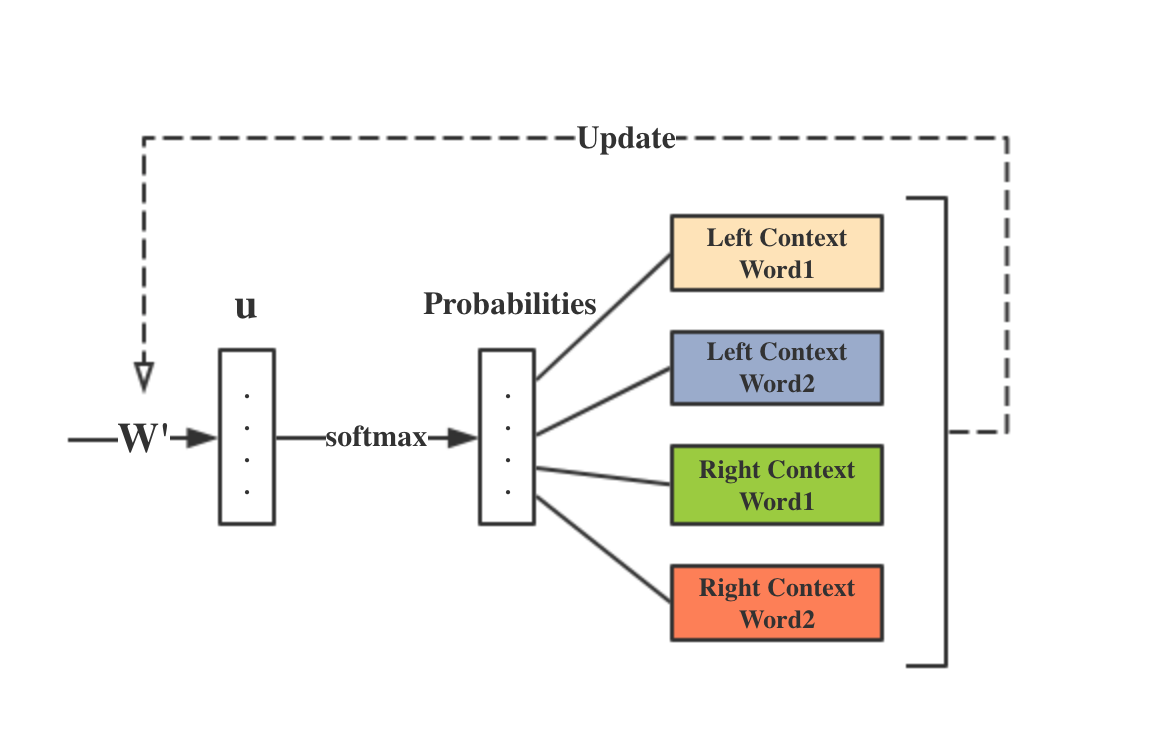 Update
Left Context
Word1
u
Probabilities
Left Context
Word2
W'
softmax
Right Context
Word1
Right Context
Word2